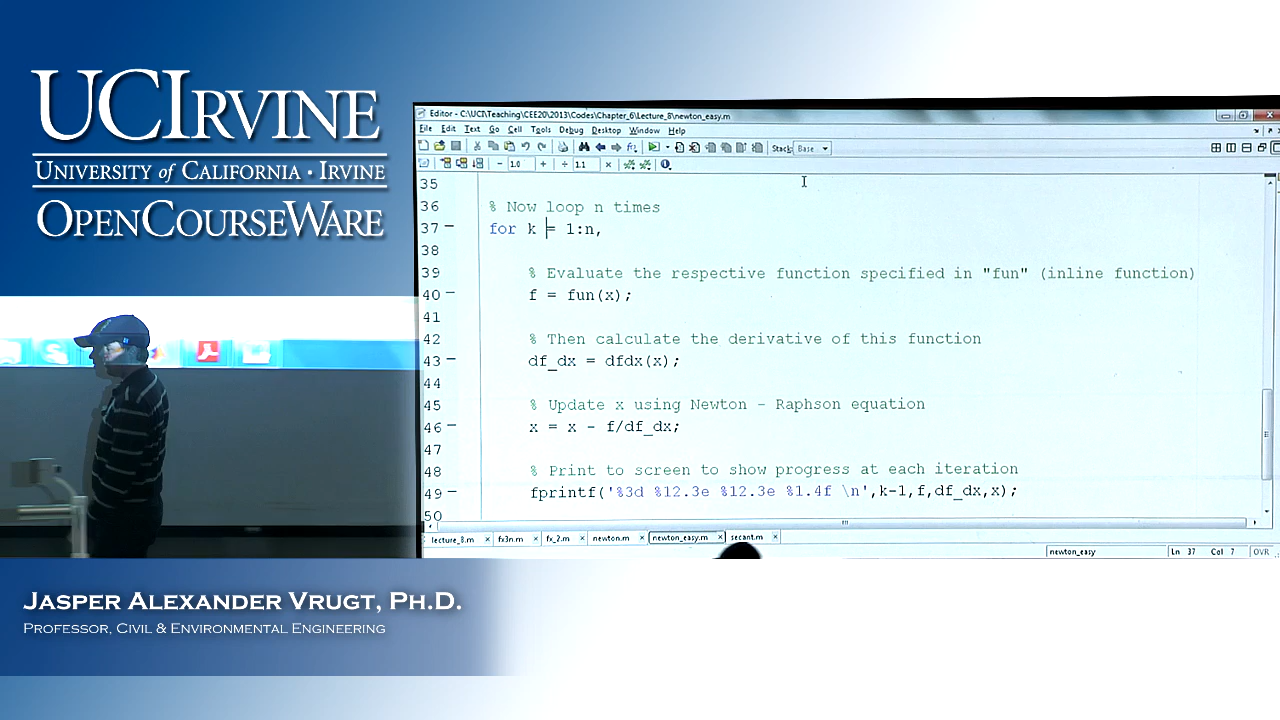 UCIRVINE
UNIVERSITY of CALIFORNIA · IRVINE
OPENCOURSEWARE
JASPER ALEXANDER VRUGT, PH.D.
PROFESSOR, CIVIL & ENVIRONMENTAL ENGINEERING
Editor - C:\UCI\Teaching\CEE20\2013\Codes\Chapter_6\Lecture_8\newton_easy.m
File Edit Text Go Cell Tools Debug Desktop Window Help
Stack: Base
- 1.0 + ÷ 1.1 ×
35
36 % Now loop n times
37 – for k = 1:n,
38
39 % Evaluate the respective function specified in "fun" (inline function)
40 – f = fun(x);
41
42 % Then calculate the derivative of this function
43 – df_dx = dfdx(x);
44
45 % Update x using Newton - Raphson equation
46 – x = x - f/df_dx;
47
48 % Print to screen to show progress at each iteration
49 – fprintf('%3d %12.3e %12.3e %1.4f \n',k-1,f,df_dx,x);
50
lecture_8.m × fx3n.m × fx_2.m × newton.m × newton_easy.m × secant.m ×
newton_easy Ln 37 Col 7 OVR